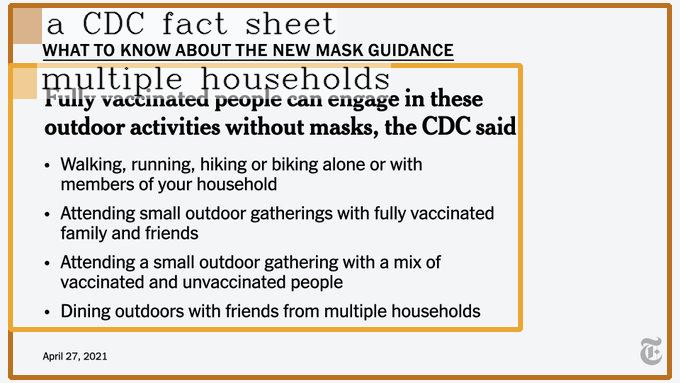 a CDC fact sheet
WHAT TO KNOW ABOUT THE NEW MASK GUIDANCE
multiple households
Fully vaccinated people can engage in these
outdoor activities without masks, the CDC said
• Walking, running, hiking or biking alone or with
members of your household
• Attending small outdoor gatherings with fully vaccinated
family and friends
• Attending a small outdoor gathering with a mix of
vaccinated and unvaccinated people
• Dining outdoors with friends from multiple households
April 27, 2021
T